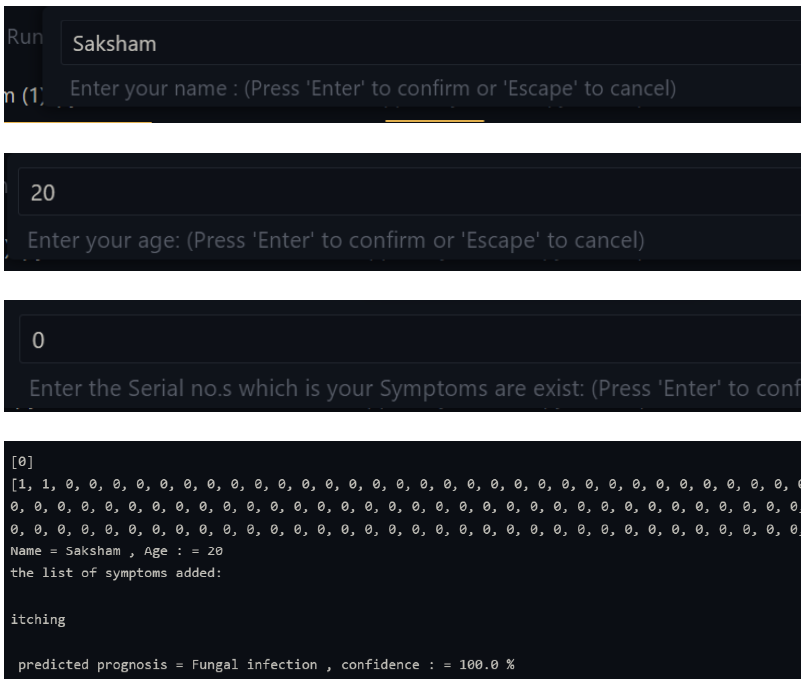 Run
Saksham
m (1)
Enter your name : (Press 'Enter' to confirm or 'Escape' to cancel)
20
Enter your age: (Press 'Enter' to confirm or 'Escape' to cancel)
0
Enter the Serial no.s which is your Symptoms are exist: (Press 'Enter' to conf
[0]
[1, 1, 0, 0, 0, 0, 0, 0, 0, 0, 0, 0, 0, 0, 0, 0, 0, 0, 0, 0, 0, 0, 0, 0, 0, 0, 0, 0, 0, 0, 0, 0, 0,
0, 0, 0, 0, 0, 0, 0, 0, 0, 0, 0, 0, 0, 0, 0, 0, 0, 0, 0, 0, 0, 0, 0, 0, 0, 0, 0, 0, 0, 0, 0, 0, 0, 0,
0, 0, 0, 0, 0, 0, 0, 0, 0, 0, 0, 0, 0, 0, 0, 0, 0, 0, 0, 0, 0, 0, 0, 0, 0, 0, 0, 0, 0, 0, 0, 0, 0, 0,
Name = Saksham , Age : = 20
the list of symptoms added:
itching
predicted prognosis = Fungal infection , confidence : = 100.0 %